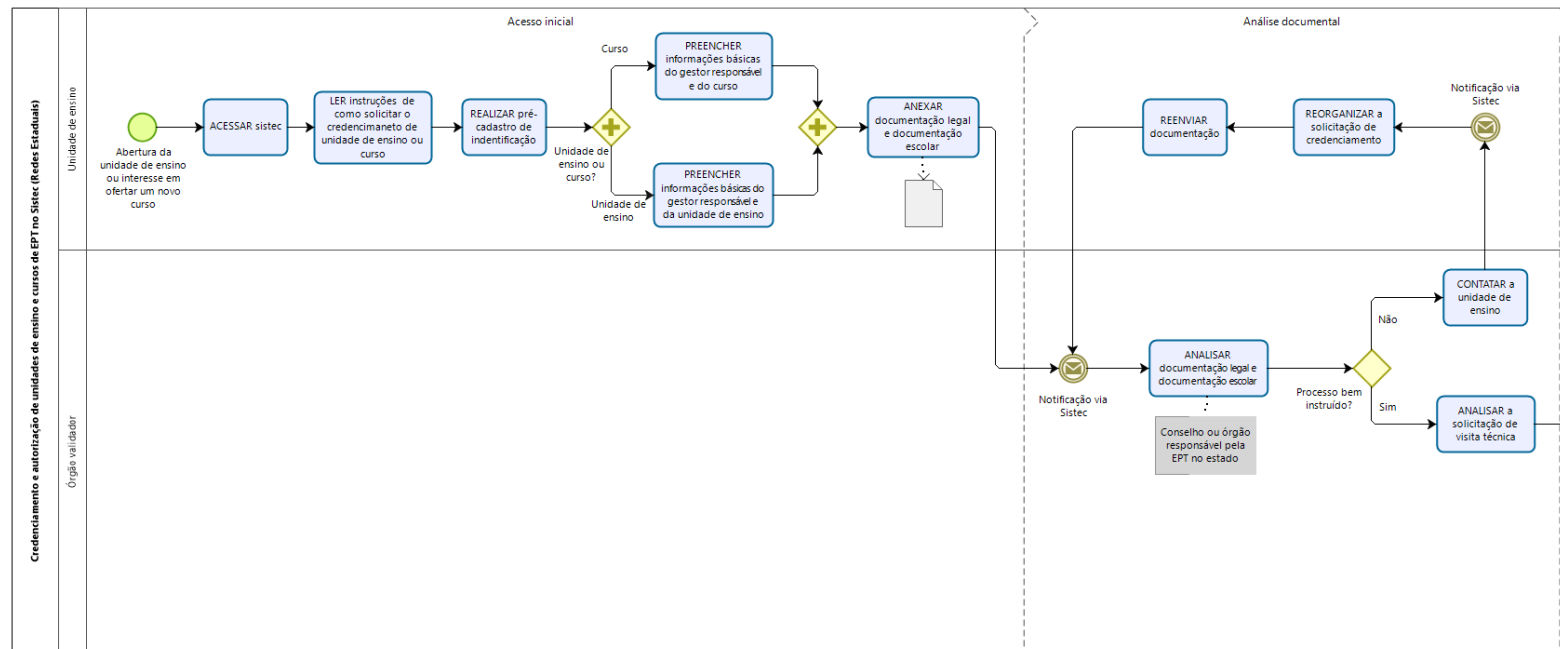 Credenciamento e autorização de unidades de ensino e cursos de EPT no Sistec (Redes Estaduais)
Unidade de ensino
Acesso inicial
Análise documental
Abertura da
unidade de ensino
ou interesse em
ofertar um novo
curso
ACESSAR sistec
LER instruções de
como solicitar o
credencimaneto de
unidade de ensino ou
curso
REALIZAR pré-
cadastro de
indentificação
Unidade de
ensino ou
curso?
Curso
PREENCHER
informações básicas
do gestor responsável
e do curso
Unidade de
ensino
PREENCHER
informações básicas do
gestor responsável e
da unidade de ensino
ANEXAR
documentação legal
e documentação
escolar
REENVIAR
documentação
REORGANIZAR a
solicitação de
credenciamento
Notificação via
Sistec
Órgão validador
Notificação via
Sistec
ANALISAR
documentação legal e
documentação escolar
Conselho ou órgão
responsável pela
EPT no estado
Processo bem
instruído?
Não
CONTATAR a
unidade de
ensino
Sim
ANALISAR a
solicitação de
visita técnica